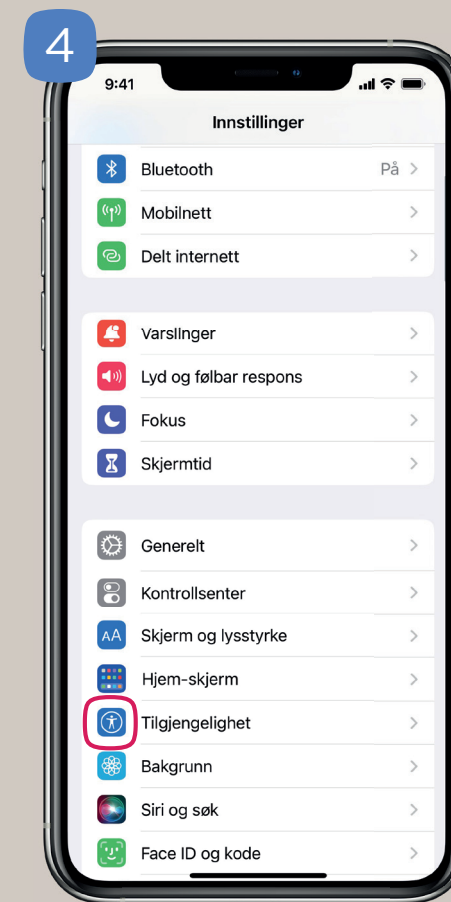 4
9:41
Innstillinger
Bluetooth På
Mobilnett
Delt internett
Varslinger
Lyd og følbar respons
Fokus
Skjermtid
Generelt
Kontrollsenter
AA Skjerm og lysstyrke
Hjem-skjerm
Tilgjengelighet
Bakgrunn
Siri og søk
Face ID og kode